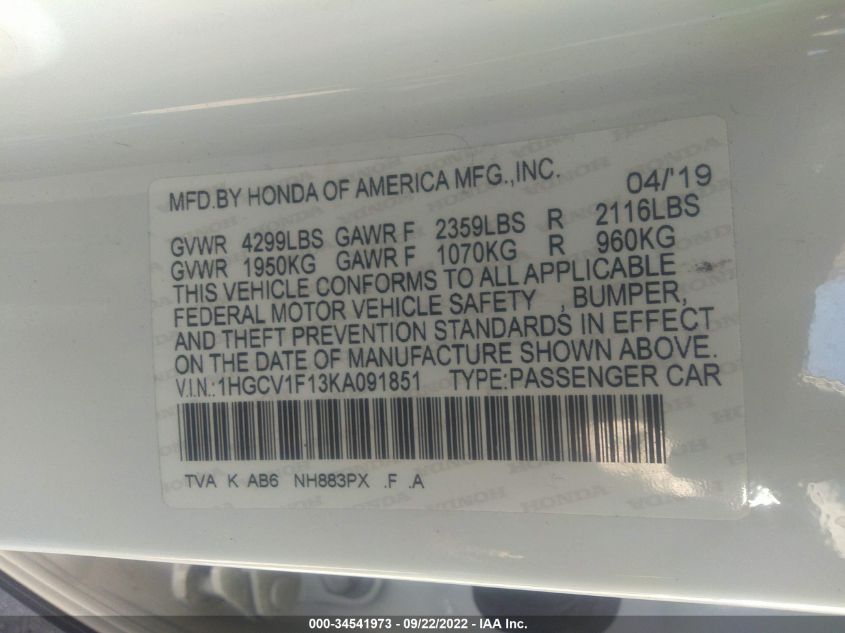 MFD.BY HONDA OF AMERICA MFG.,INC. 04/'19
GVWR 4299LBS GAWR F 2359LBS R 2116LBS
GVWR 1950KG GAWR F 1070KG R 960KG
THIS VEHICLE CONFORMS TO ALL APPLICABLE
FEDERAL MOTOR VEHICLE SAFETY , BUMPER,
AND THEFT PREVENTION STANDARDS IN EFFECT
ON THE DATE OF MANUFACTURE SHOWN ABOVE.
V.I.N.:1HGCV1F13KA091851 TYPE:PASSENGER CAR
TVA K AB6 NH883PX .F .A
000-34541973 - 09/22/2022 - IAA Inc.